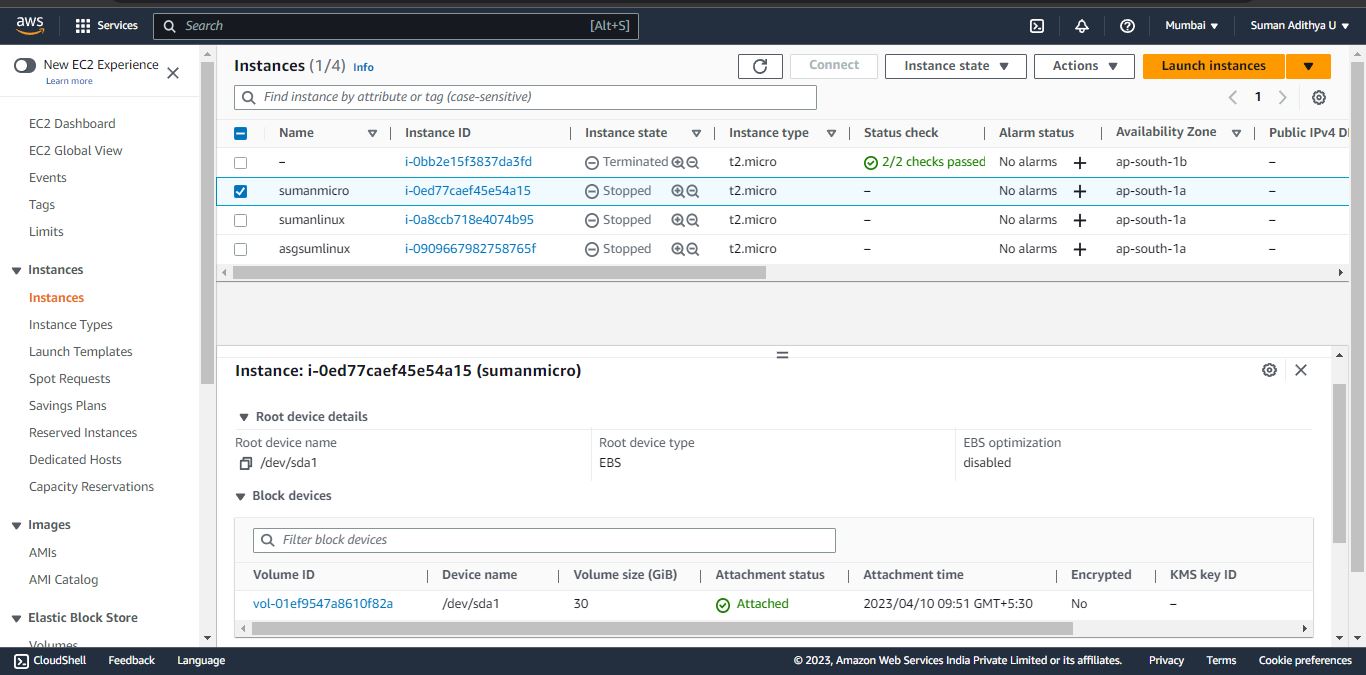 aws Services Search [Alt+S] Mumbai Suman Adithya U
New EC2 Experience
Learn more
EC2 Dashboard
EC2 Global View
Events
Tags
Limits
Instances
Instances
Instance Types
Launch Templates
Spot Requests
Savings Plans
Reserved Instances
Dedicated Hosts
Capacity Reservations
Images
AMIs
AMI Catalog
Elastic Block Store
Volumes
Instances (1/4) Info Connect Instance state Actions Launch instances
Find instance by attribute or tag (case-sensitive) 1
Name Instance ID Instance state Instance type Status check Alarm status Availability Zone Public IPv4 D
– i-0bb2e15f3837da3fd Terminated t2.micro 2/2 checks passed No alarms + ap-south-1b –
sumanmicro i-0ed77caef45e54a15 Stopped t2.micro – No alarms + ap-south-1a –
sumanlinux i-0a8ccb718e4074b95 Stopped t2.micro – No alarms + ap-south-1a –
asgsumlinux i-0909667982758765f Stopped t2.micro – No alarms + ap-south-1a –
Instance: i-0ed77caef45e54a15 (sumanmicro)
Root device details
Root device name Root device type EBS optimization
/dev/sda1 EBS disabled
Block devices
Filter block devices
Volume ID Device name Volume size (GiB) Attachment status Attachment time Encrypted KMS key ID
vol-01ef9547a8610f82a /dev/sda1 30 Attached 2023/04/10 09:51 GMT+5:30 No –
CloudShell Feedback Language © 2023, Amazon Web Services India Private Limited or its affiliates. Privacy Terms Cookie preferences